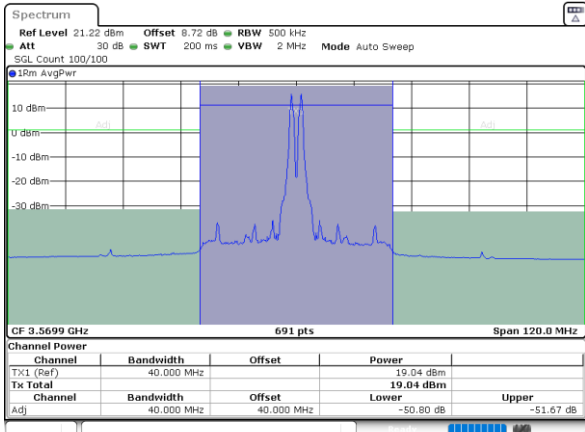 Spectrum
Ref Level 21.22 dBm Offset 8.72 dB RBW 500 kHz
Att 30 dB SWT 200 ms VBW 2 MHz Mode Auto Sweep
SGL Count 100/100
1Rm AvgPwr
10 dBm
Adj Adj
0 dBm
-10 dBm
-20 dBm
-30 dBm
CF 3.5699 GHz 691 pts Span 120.0 MHz
Channel Power
Channel Bandwidth Offset Power
TX1 (Ref) 40.000 MHz 19.04 dBm
Tx Total 19.04 dBm
Channel Bandwidth Offset Lower Upper
Adj 40.000 MHz 40.000 MHz -50.80 dB -51.67 dB